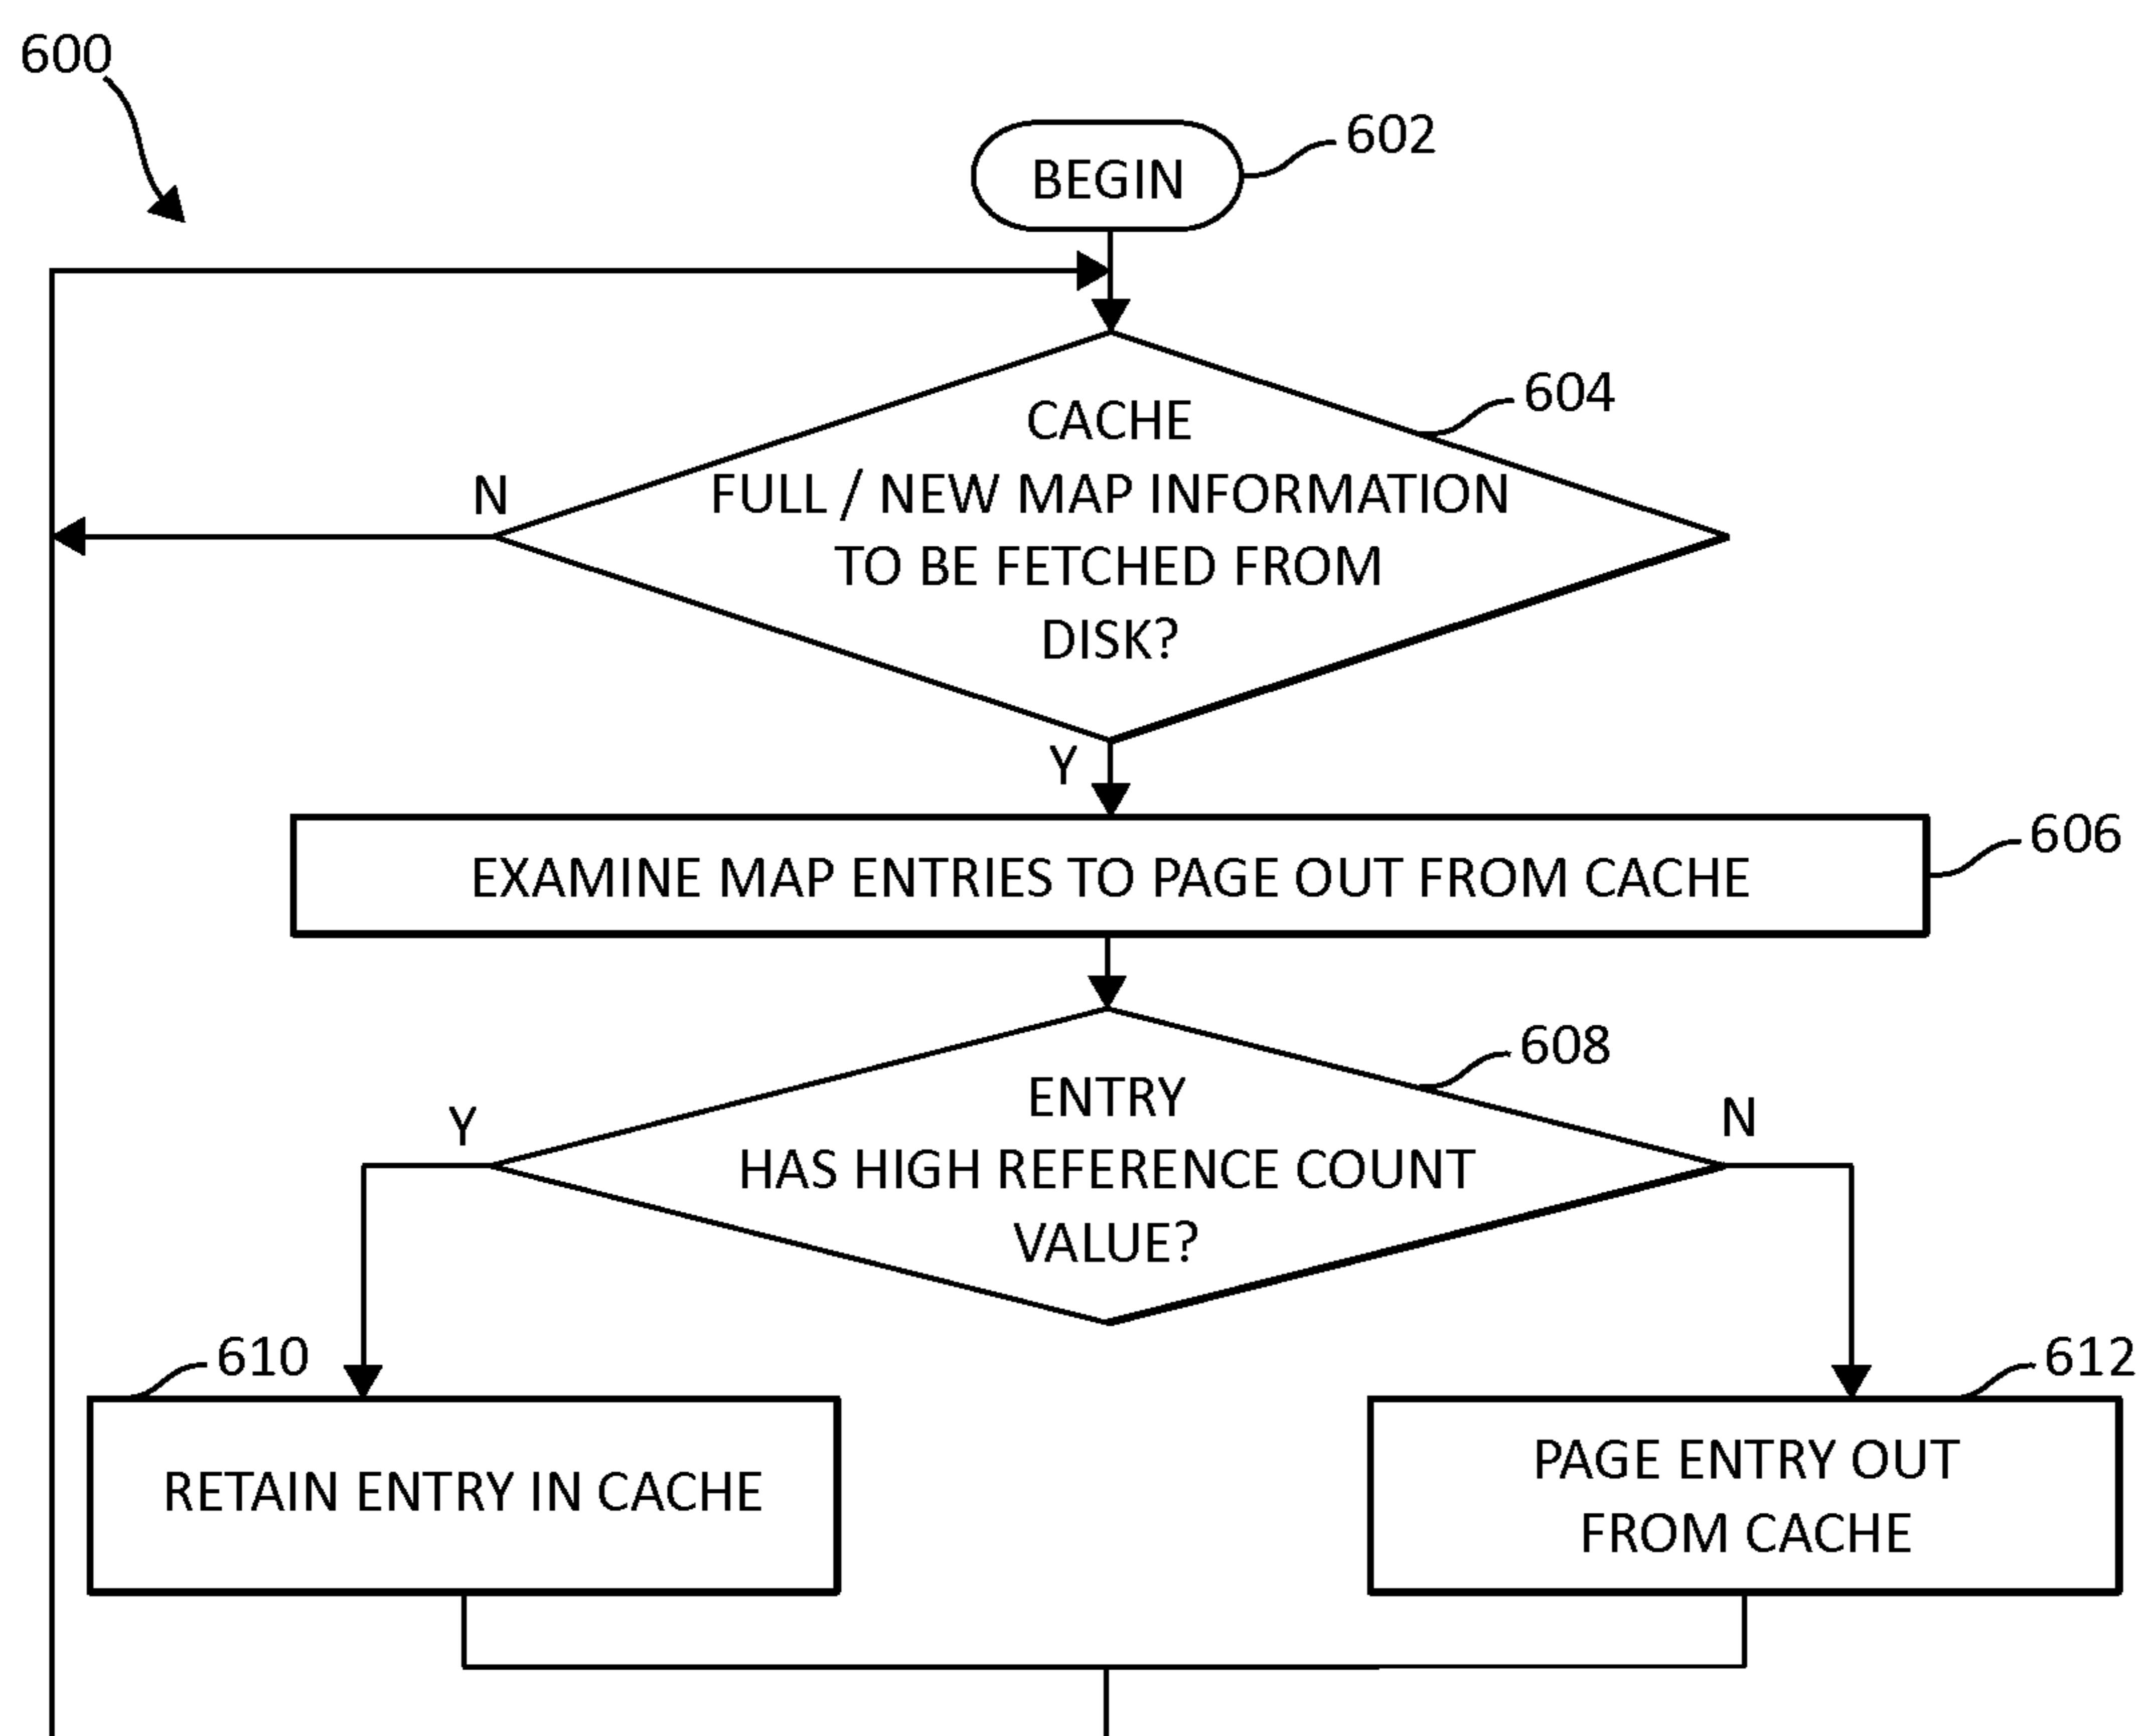 600
BEGIN
602
604
CACHE
FULL / NEW MAP INFORMATION
TO BE FETCHED FROM
DISK?
N
Y
EXAMINE MAP ENTRIES TO PAGE OUT FROM CACHE
606
608
ENTRY
HAS HIGH REFERENCE COUNT
VALUE?
Y
N
610
RETAIN ENTRY IN CACHE
612
PAGE ENTRY OUT
FROM CACHE